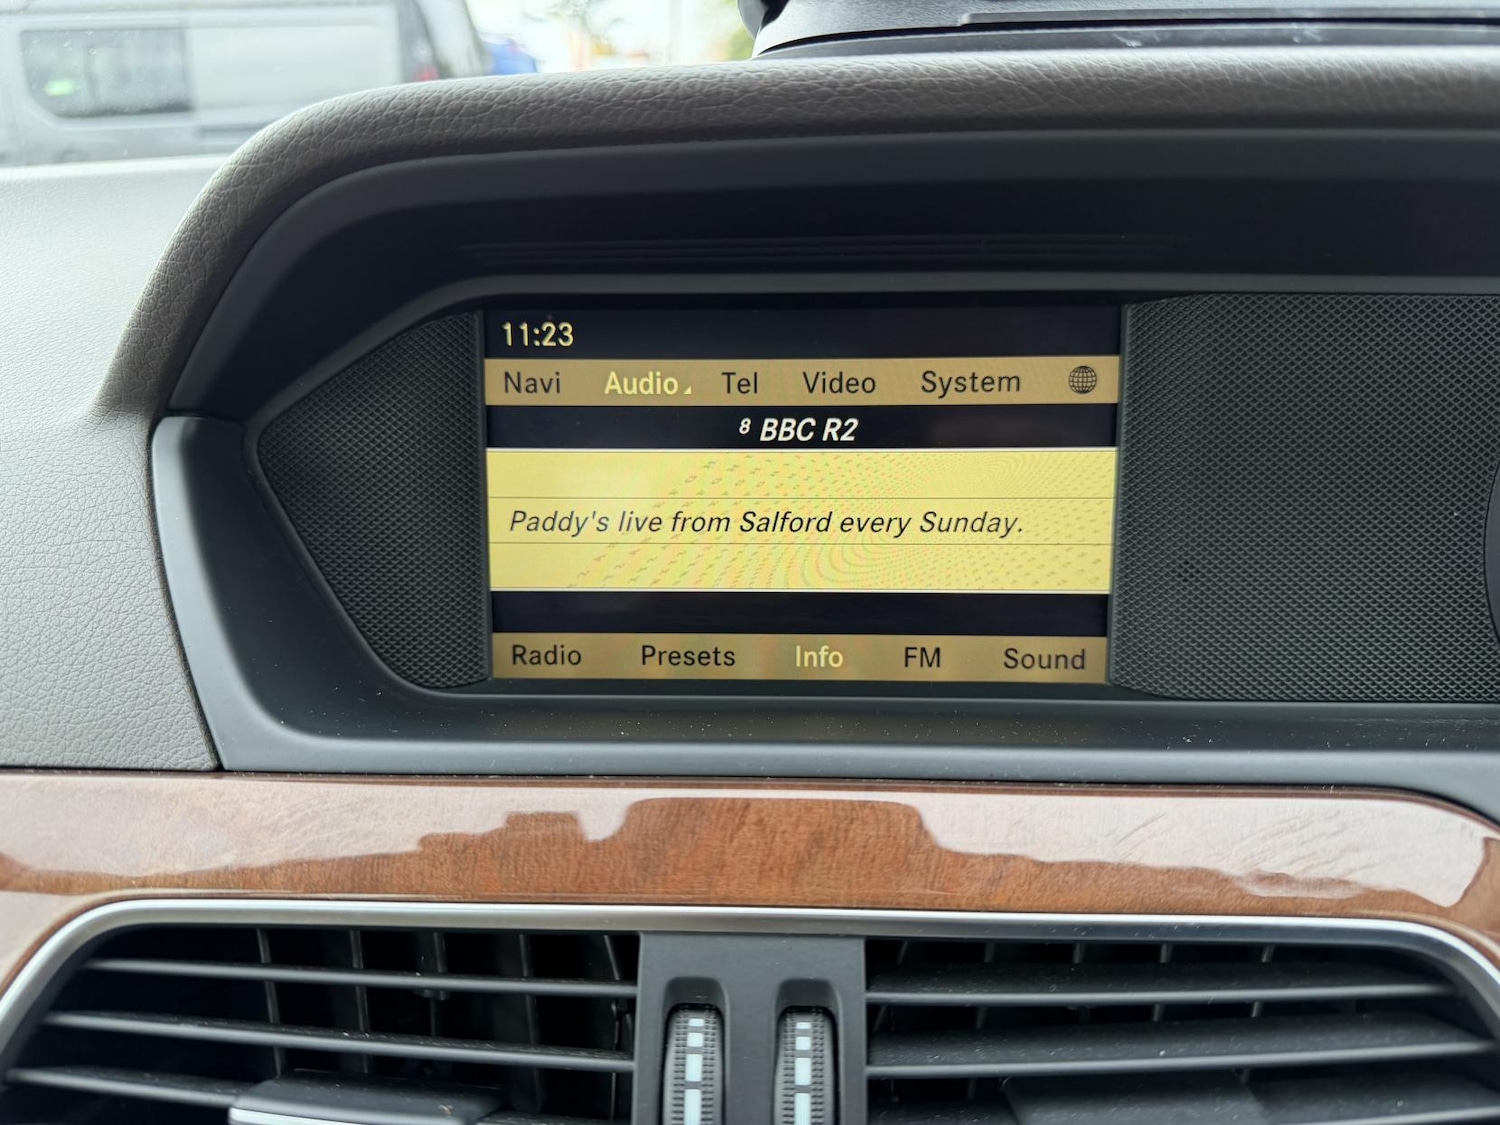 11:23
Navi Audio Tel Video System
8 BBC R2
Paddy's live from Salford every Sunday.
Radio Presets Info FM Sound